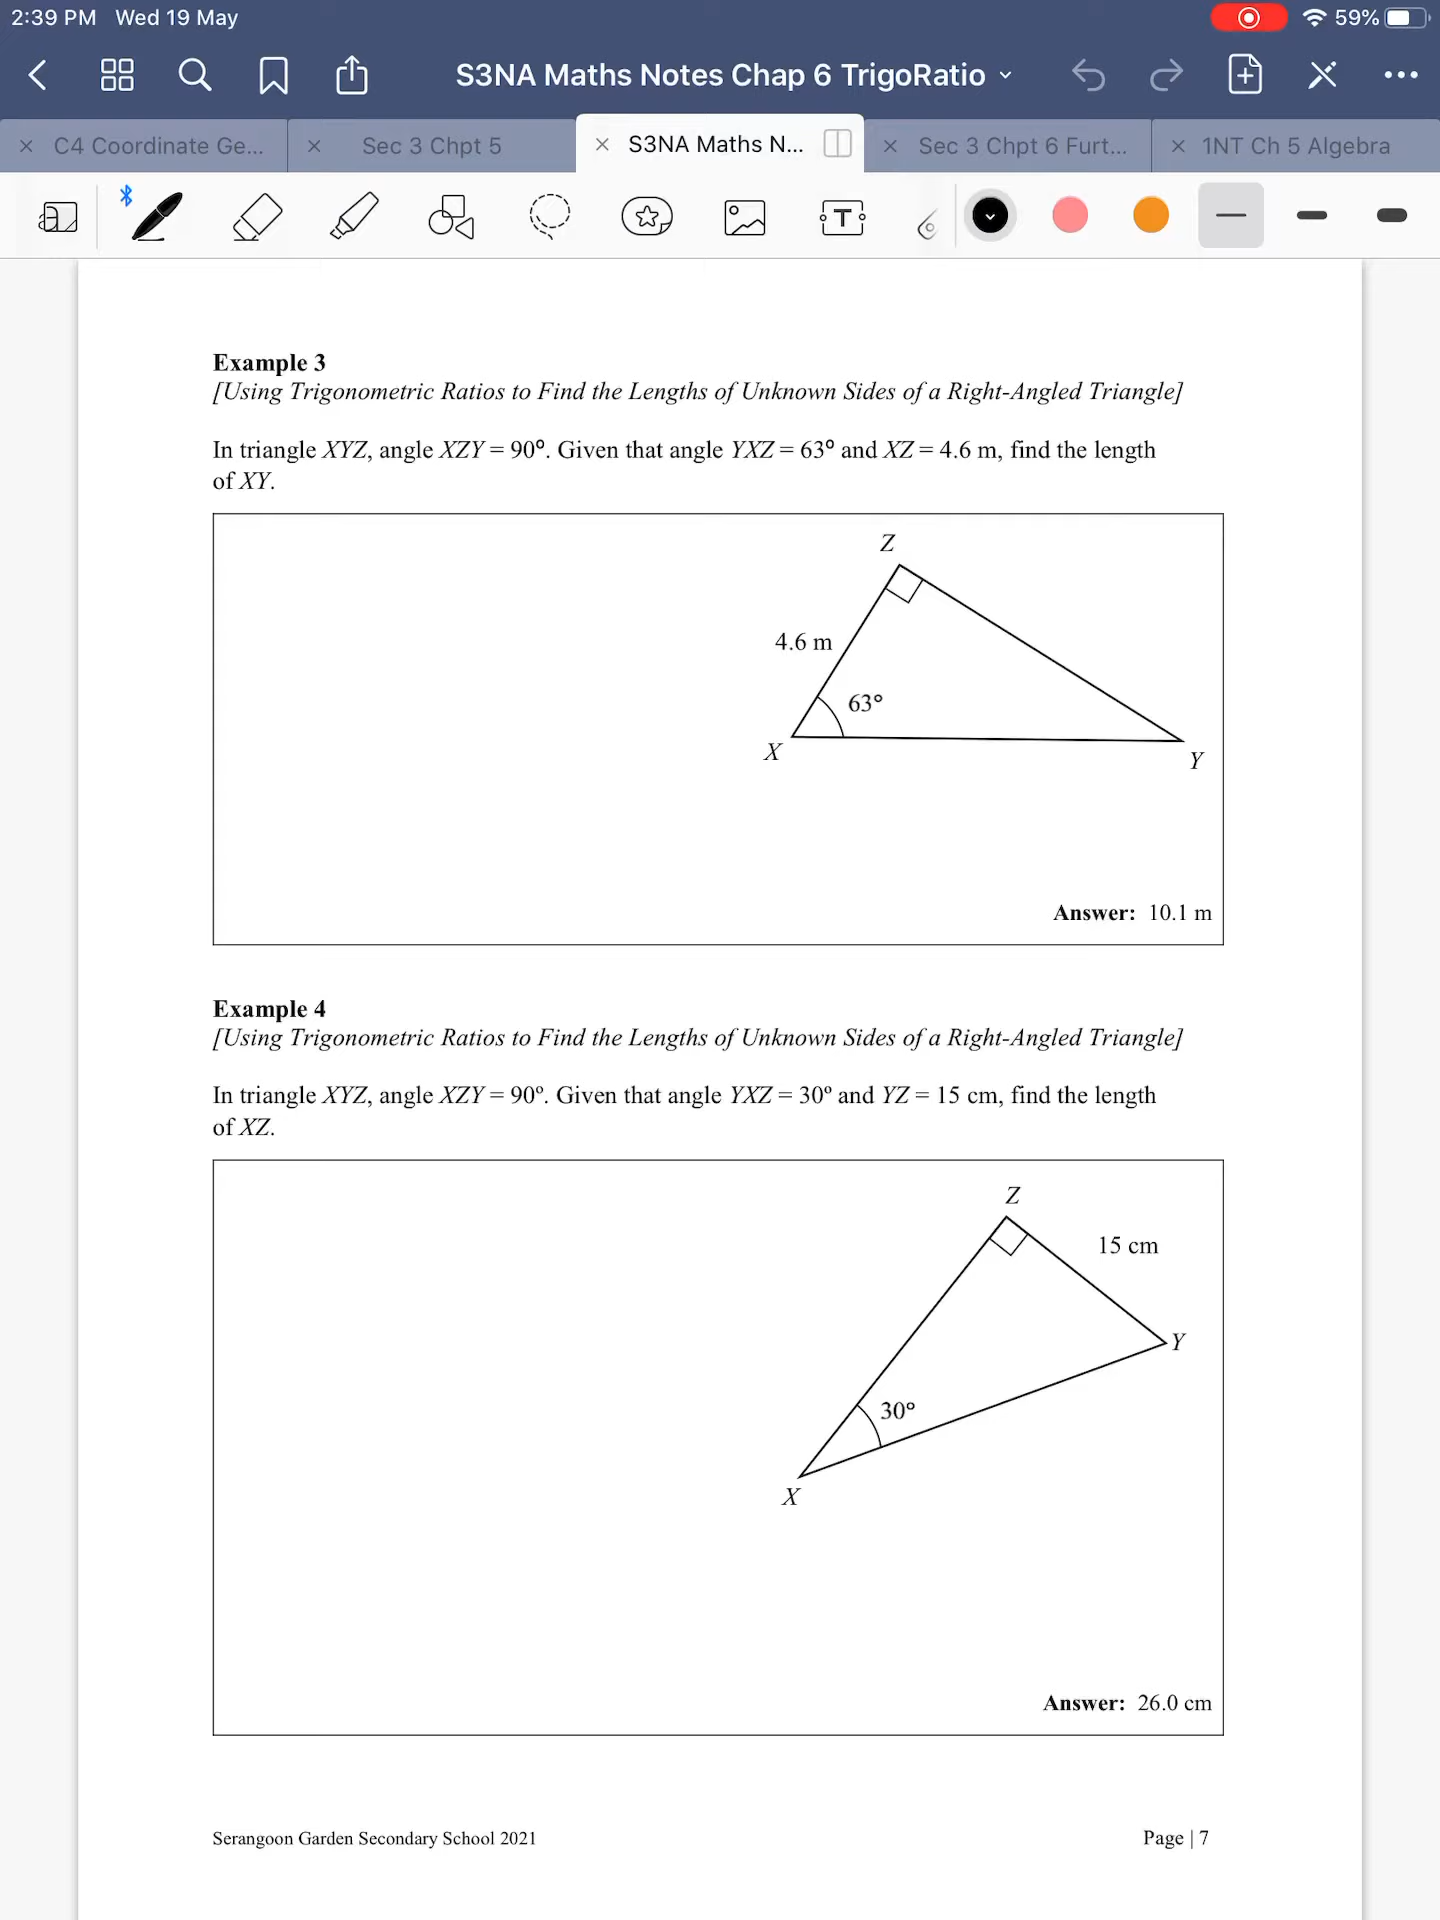 2:39 PM Wed 19 May
59%
S3NA Maths Notes Chap 6 TrigoRatio
C4 Coordinate Ge...
Sec 3 Chpt 5
S3NA Maths N...
Sec 3 Chpt 6 Furt...
1NT Ch 5 Algebra
Example 3
[Using Trigonometric Ratios to Find the Lengths of Unknown Sides of a Right-Angled Triangle]
In triangle XYZ, angle XZY = 90º. Given that angle YXZ = 63º and XZ = 4.6 m, find the length
of XY.
Z
4.6 m
63º
X
Y
Answer: 10.1 m
Example 4
[Using Trigonometric Ratios to Find the Lengths of Unknown Sides of a Right-Angled Triangle]
In triangle XYZ, angle XZY = 90º. Given that angle YXZ = 30º and YZ = 15 cm, find the length
of XZ.
Z
15 cm
Y
30º
X
Answer: 26.0 cm
Serangoon Garden Secondary School 2021
Page | 7